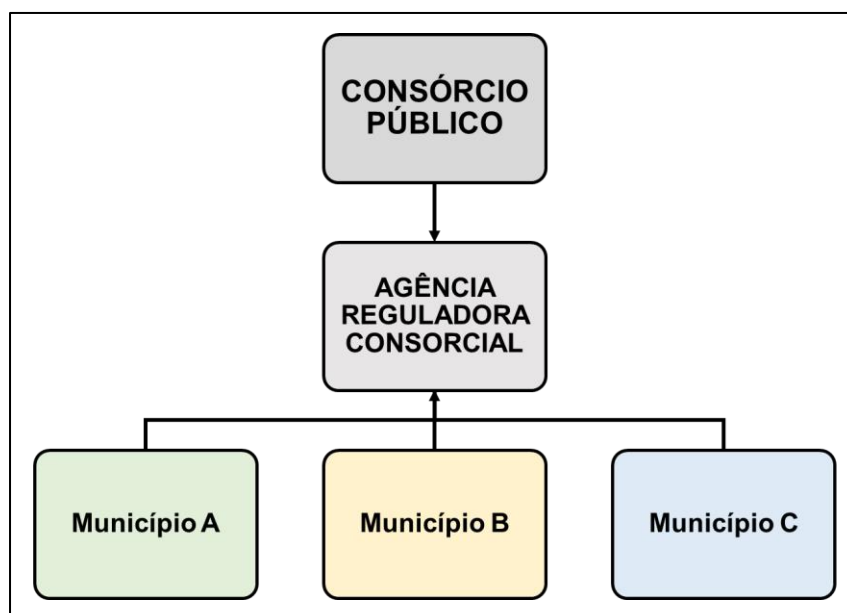 CONSÓRCIO
PÚBLICO
AGÊNCIA
REGULADORA
CONSORCIAL
Município A
Município B
Município C